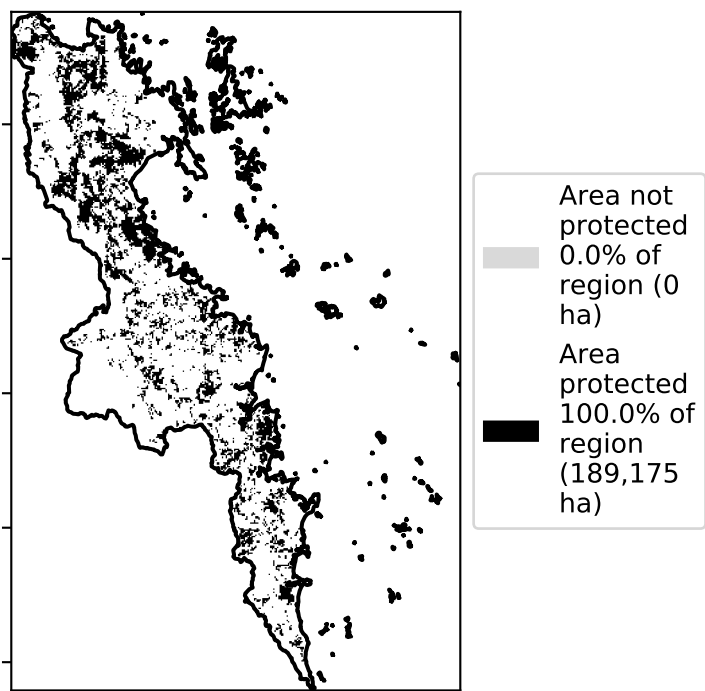 Area not
protected
0.0% of
region (0
ha)
Area
protected
100.0% of
region
(189,175
ha)